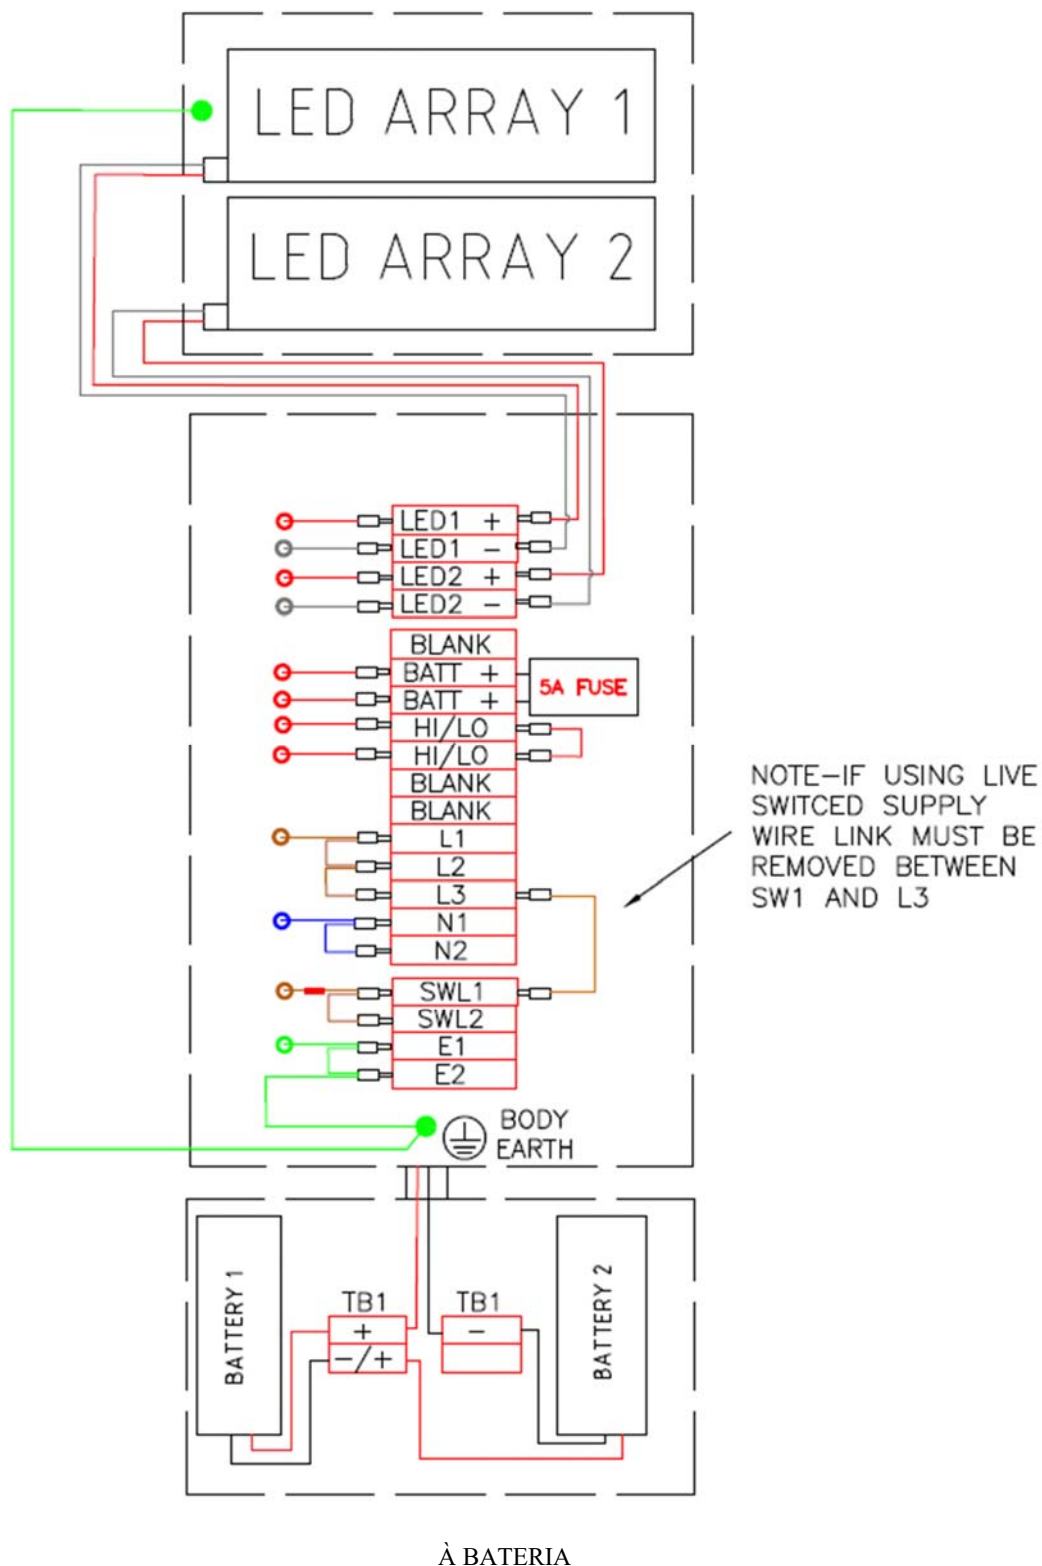 LED ARRAY 1
LED ARRAY 2
LED1 +
LED1 −
LED2 +
LED2 −
BLANK
BATT +
5A FUSE
BATT +
HI/LO
HI/LO
BLANK
BLANK
L1
L2
L3
N1
N2
NOTE-IF USING LIVE
SWITCED SUPPLY
WIRE LINK MUST BE
REMOVED BETWEEN
SW1 AND L3
SWL1
SWL2
E1
E2
BODY
EARTH
BATTERY 1
TB1
+
−/+
TB1
−
BATTERY 2
À BATERIA